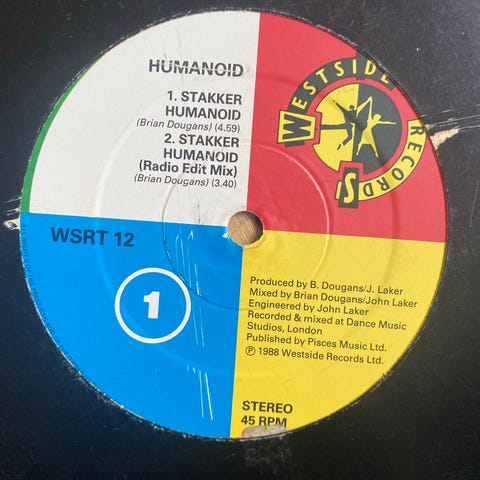 HUMANOID
1. STAKKER
HUMANOID
(Brian Dougans) (4.59)
2. STAKKER
HUMANOID
(Radio Edit Mix)
(Brian Dougans) (3.40)
WESTSIDE
RECORDS
WS
WSRT 12
1
Produced by B. Dougans/J. Laker
Mixed by Brian Dougans/John Laker
Engineered by John Laker
Recorded & mixed at Dance Music
Studios, London
Published by Pisces Music Ltd.
℗ 1988 Westside Records Ltd.
STEREO
45 RPM